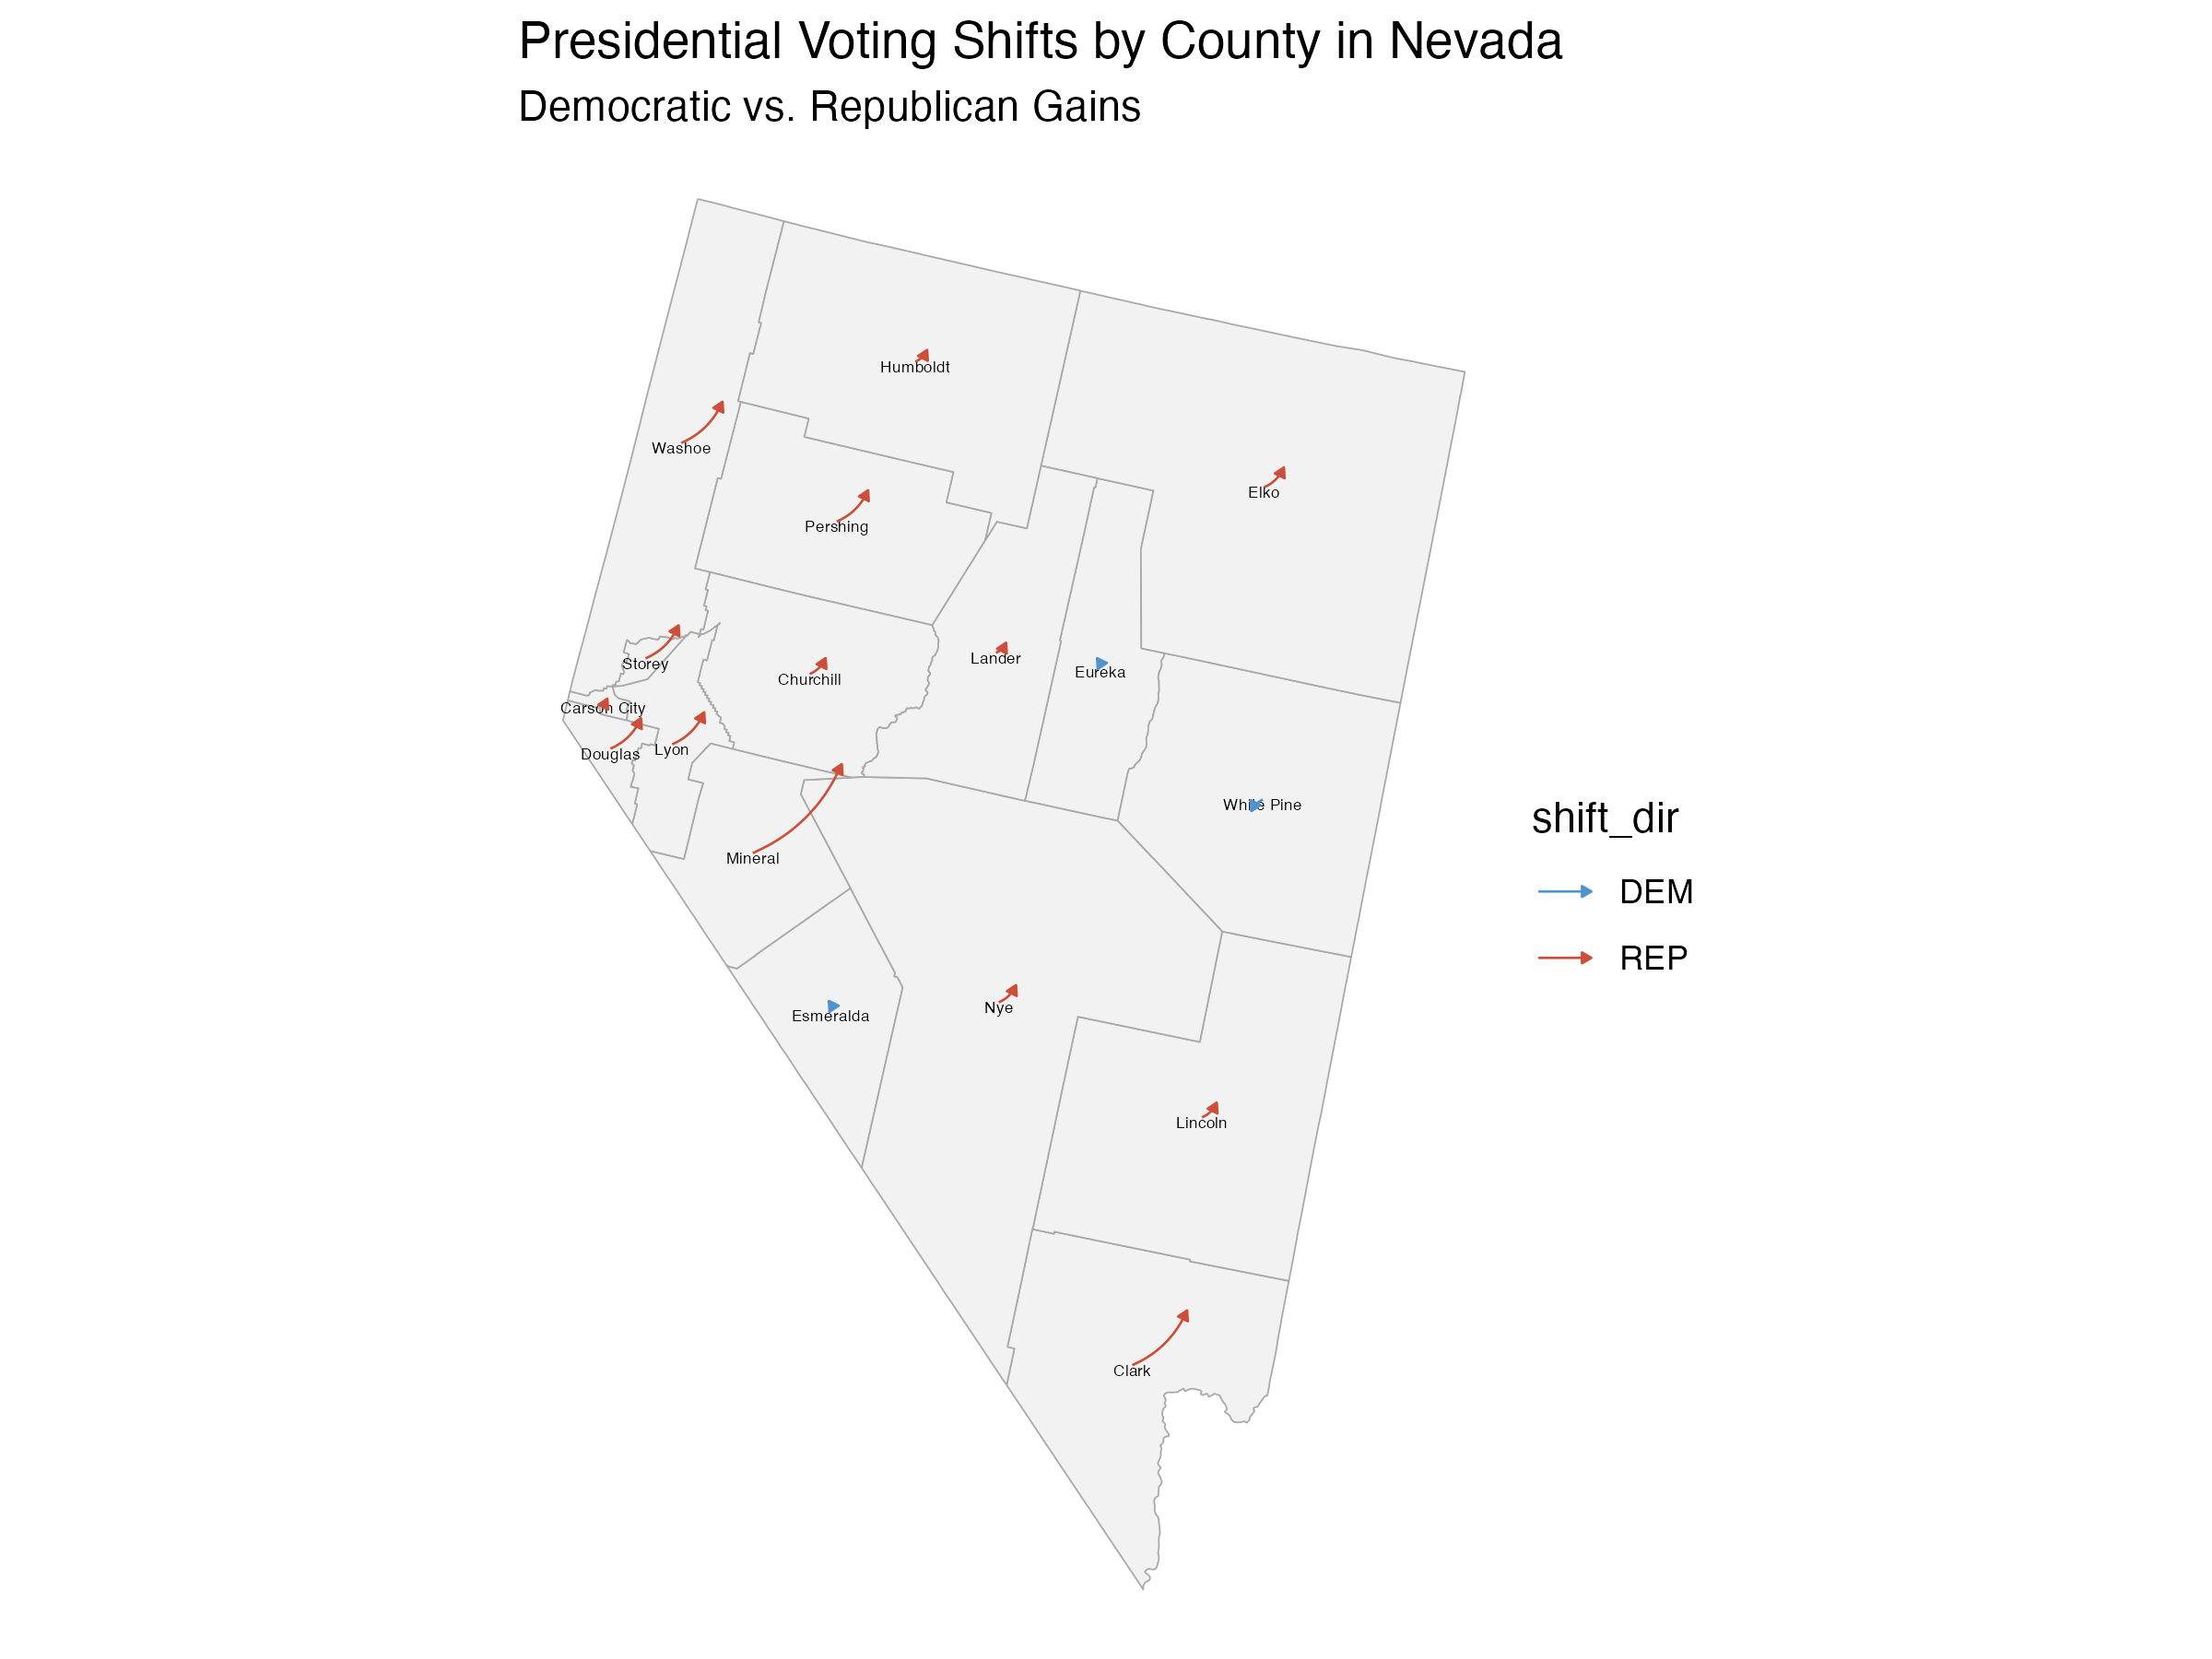 Presidential Voting Shifts by County in Nevada
Democratic vs. Republican Gains
Humboldt
Washoe
Elko
Pershing
Storey
Lander
Eureka
Churchill
Carson City
Douglas
Lyon
White Pine
Mineral
Esmeralda
Nye
Lincoln
Clark
shift_dir
DEM
REP